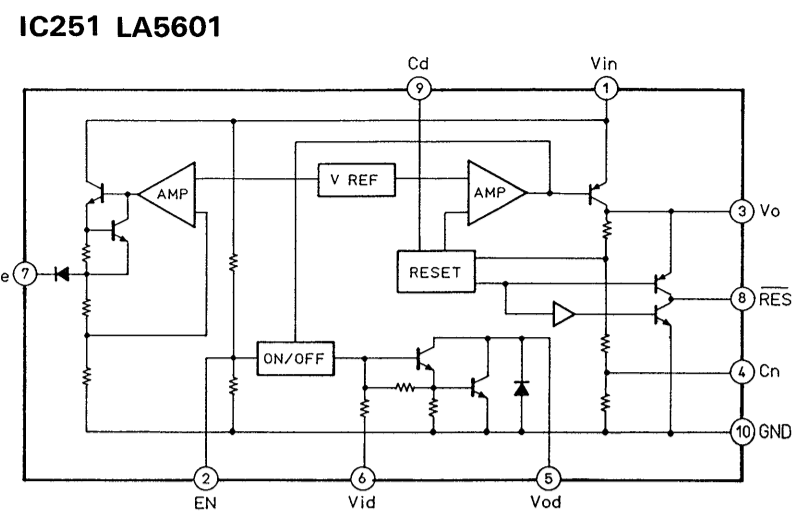 IC251 LA5601
Cd
Vin
9
1
AMP
V REF
AMP
3 Vo
RESET
e 7
8 RES
ON/OFF
4 Cn
10 GND
2
6
5
EN
Vid
Vod